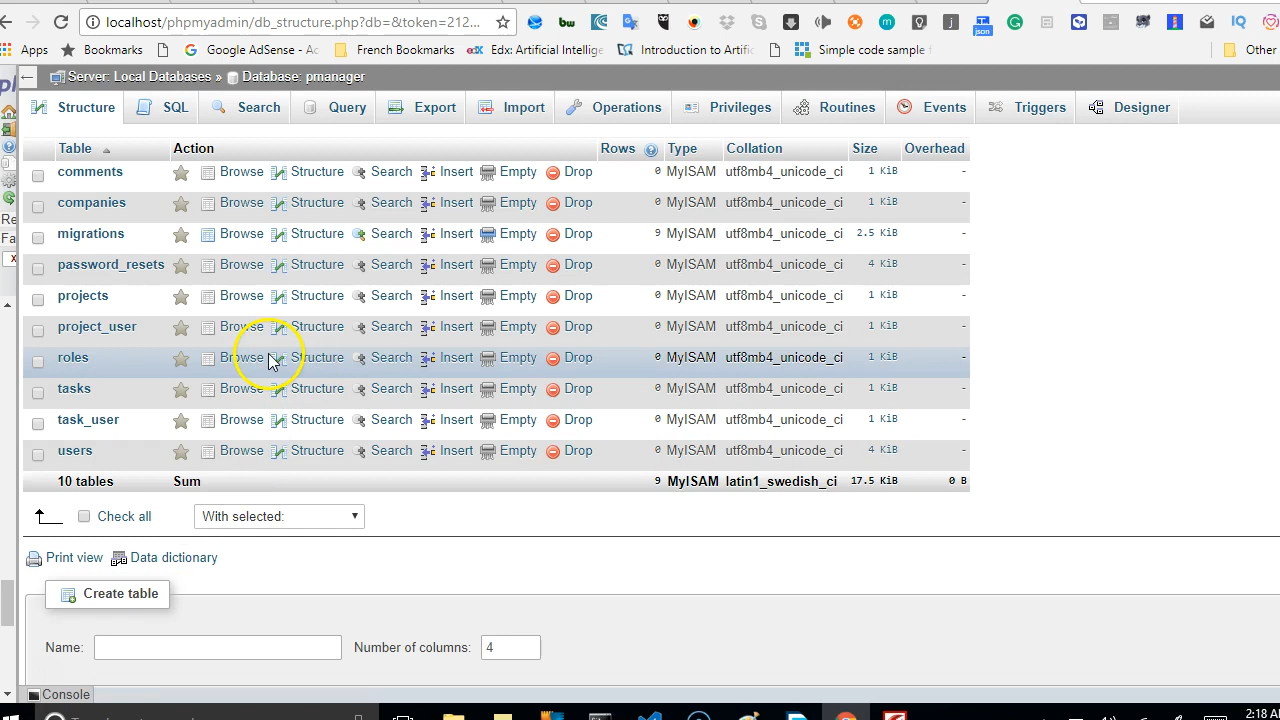 localhost/phpmyadmin/db_structure.php?db=&token=212...
Apps Bookmarks Google AdSense - Ac French Bookmarks Edx: Artificial Intellige Introduction to Artific Simple code sample f Other
Server: Local Databases » Database: pmanager
Structure SQL Search Query Export Import Operations Privileges Routines Events Triggers Designer
Table Action Rows Type Collation Size Overhead
comments Browse Structure Search Insert Empty Drop 0 MyISAM utf8mb4_unicode_ci 1 KiB -
companies Browse Structure Search Insert Empty Drop 0 MyISAM utf8mb4_unicode_ci 1 KiB -
migrations Browse Structure Search Insert Empty Drop 9 MyISAM utf8mb4_unicode_ci 2.5 KiB -
password_resets Browse Structure Search Insert Empty Drop 0 MyISAM utf8mb4_unicode_ci 4 KiB -
projects Browse Structure Search Insert Empty Drop 0 MyISAM utf8mb4_unicode_ci 1 KiB -
project_user Browse Structure Search Insert Empty Drop 0 MyISAM utf8mb4_unicode_ci 1 KiB -
roles Browse Structure Search Insert Empty Drop 0 MyISAM utf8mb4_unicode_ci 1 KiB -
tasks Browse Structure Search Insert Empty Drop 0 MyISAM utf8mb4_unicode_ci 1 KiB -
task_user Browse Structure Search Insert Empty Drop 0 MyISAM utf8mb4_unicode_ci 1 KiB -
users Browse Structure Search Insert Empty Drop 0 MyISAM utf8mb4_unicode_ci 4 KiB -
10 tables Sum 9 MyISAM latin1_swedish_ci 17.5 KiB 0 B
Check all With selected:
Print view Data dictionary
Create table
Name: Number of columns: 4
Console
2:18 A